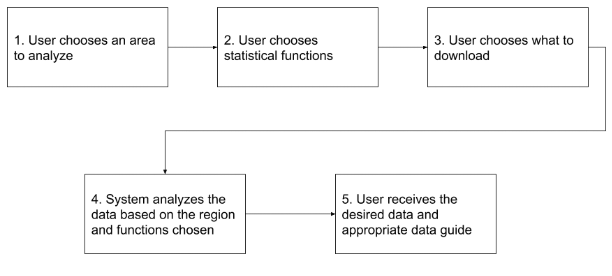 1. User chooses an area
to analyze
2. User chooses
statistical functions
3. User chooses what to
download
4. System analyzes the
data based on the region
and functions chosen
5. User receives the
desired data and
appropriate data guide